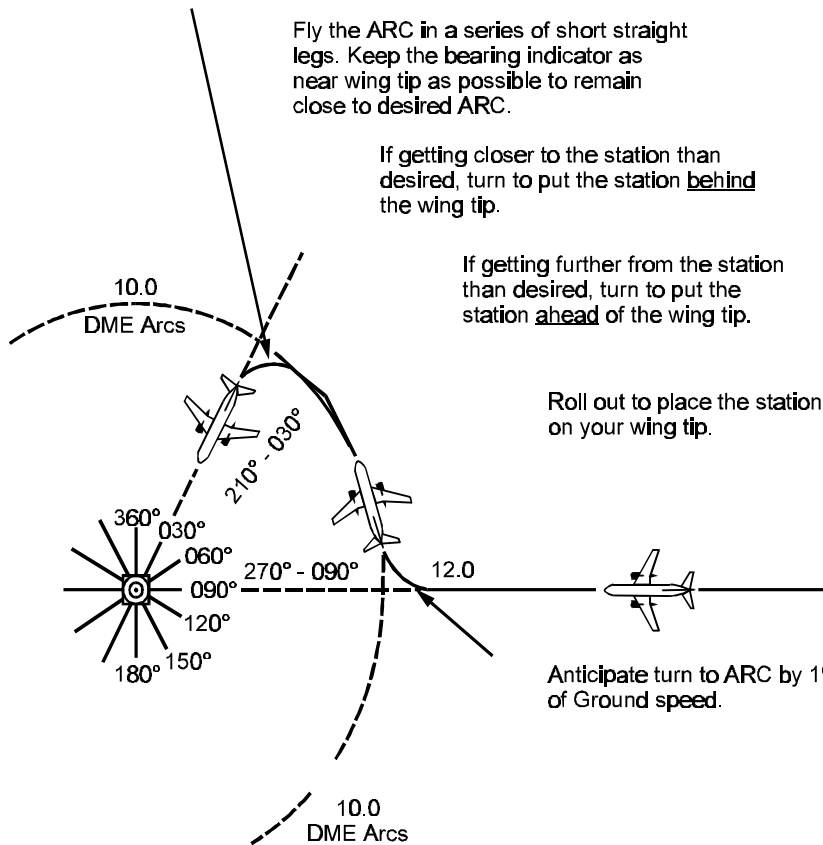 Fly the ARC in a series of short straight
legs. Keep the bearing indicator as
near wing tip as possible to remain
close to desired ARC.
If getting closer to the station than
desired, turn to put the station behind
the wing tip.
If getting further from the station
than desired, turn to put the
station ahead of the wing tip.
10.0
DME Arcs
Roll out to place the station
on your wing tip.
210° - 030°
360°
030°
060°
090°
120°
150°
180°
270° - 090°
12.0
Anticipate turn to ARC by
of Ground speed.
10.0
DME Arcs